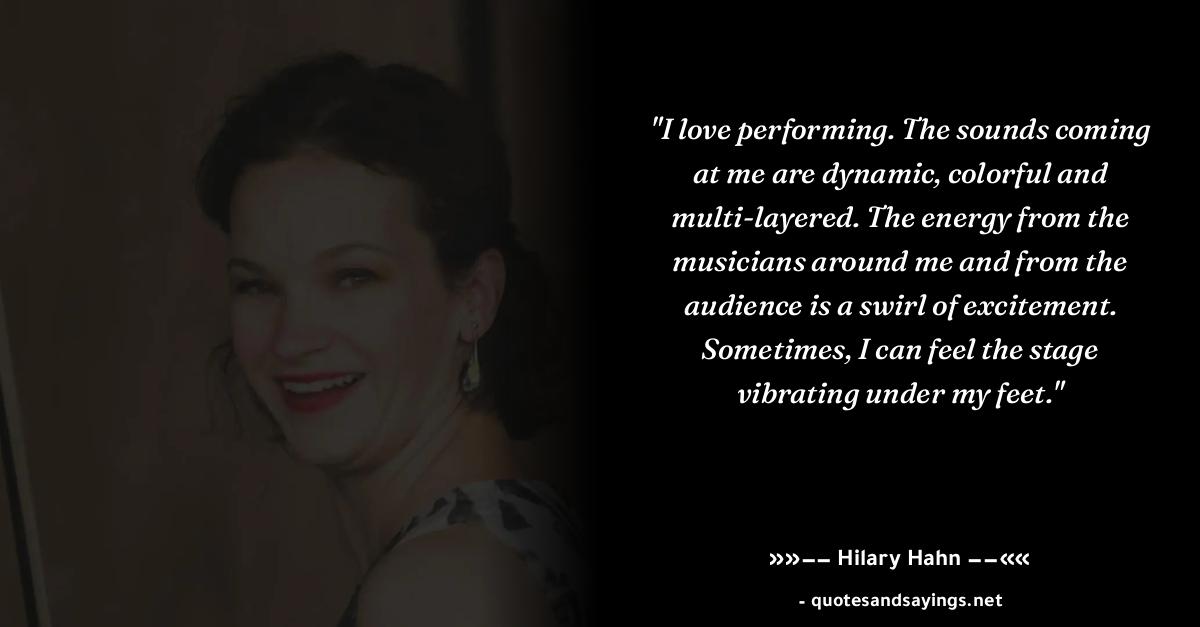 "I love performing. The sounds coming
at me are dynamic, colorful and
multi-layered. The energy from the
musicians around me and from the
audience is a swirl of excitement.
Sometimes, I can feel the stage
vibrating under my feet."
»»–– Hilary Hahn ––««
- quotesandsayings.net